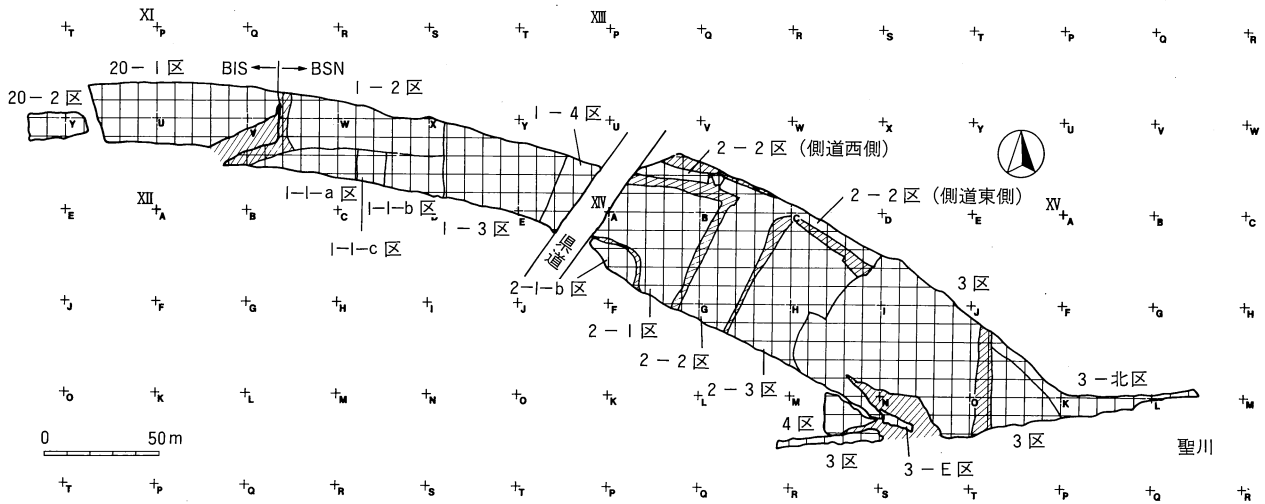 XI XIII
T P Q R S T P Q R S T P Q R
20-1区 BIS BSN
20-2区 1-2区
1-4区
Y U V W X Y U V W X Y U V W
2-2区（側道西側）
2-2区（側道東側）
XII XIV XV
1-1-a区 1-1-b区
E A B C E A B C D E A B C
1-3区
1-1-c区
県道
2-1-b区
3区
J F G H I J F G H I J F G H
2-1区
2-2区
2-3区
3-北区
O K L M N O K L M N O K L M
4区
0 50m
3区 3-E区 3区
聖川
T P Q R S T P Q R S T P Q R